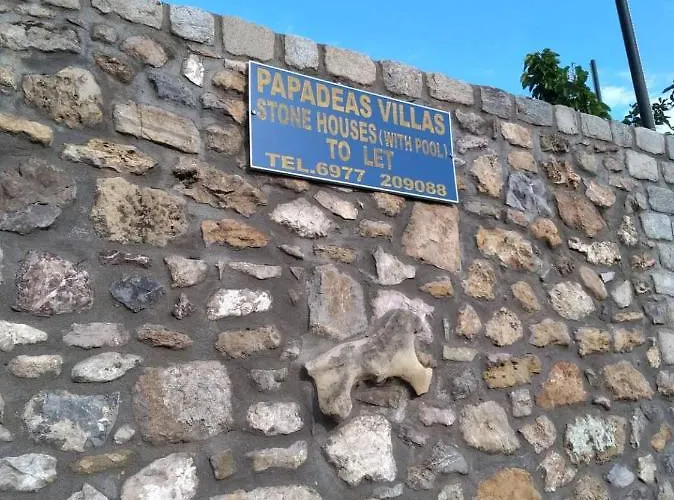 PAPADEAS VILLAS
STONE HOUSES (WITH POOL)
TO LET
TEL.6977 209088